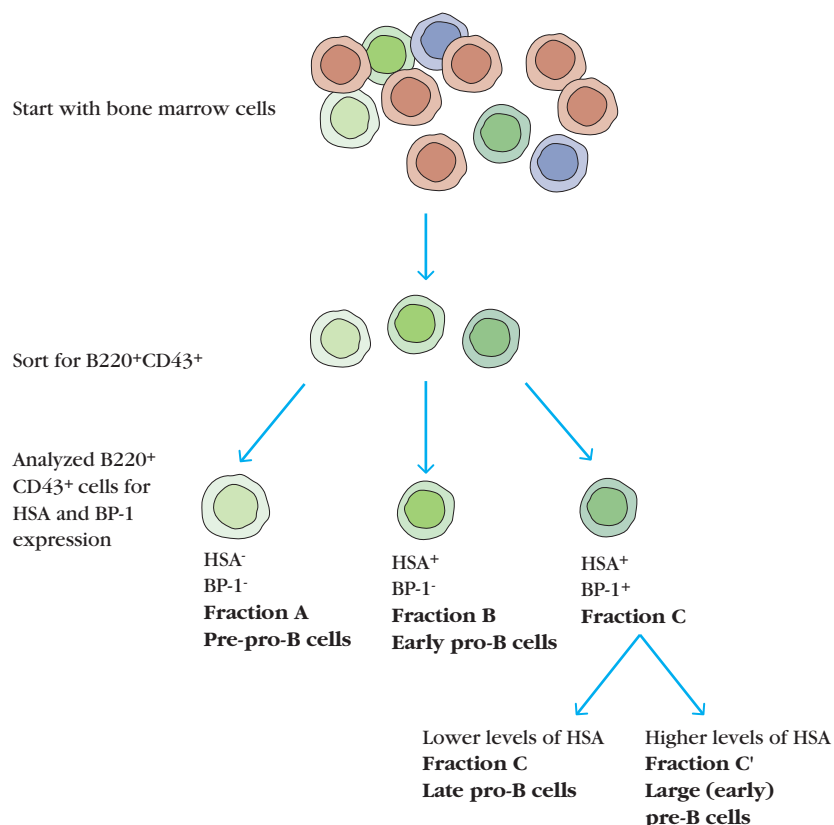 Start with bone marrow cells
Sort for B220⁺CD43⁺
Analyzed B220⁺
CD43⁺ cells for
HSA and BP-1
expression
HSA⁻
BP-1⁻
Fraction A
Pre-pro-B cells
HSA⁺
BP-1⁻
Fraction B
Early pro-B cells
HSA⁺
BP-1⁺
Fraction C
Lower levels of HSA
Fraction C
Late pro-B cells
Higher levels of HSA
Fraction C'
Large (early)
pre-B cells